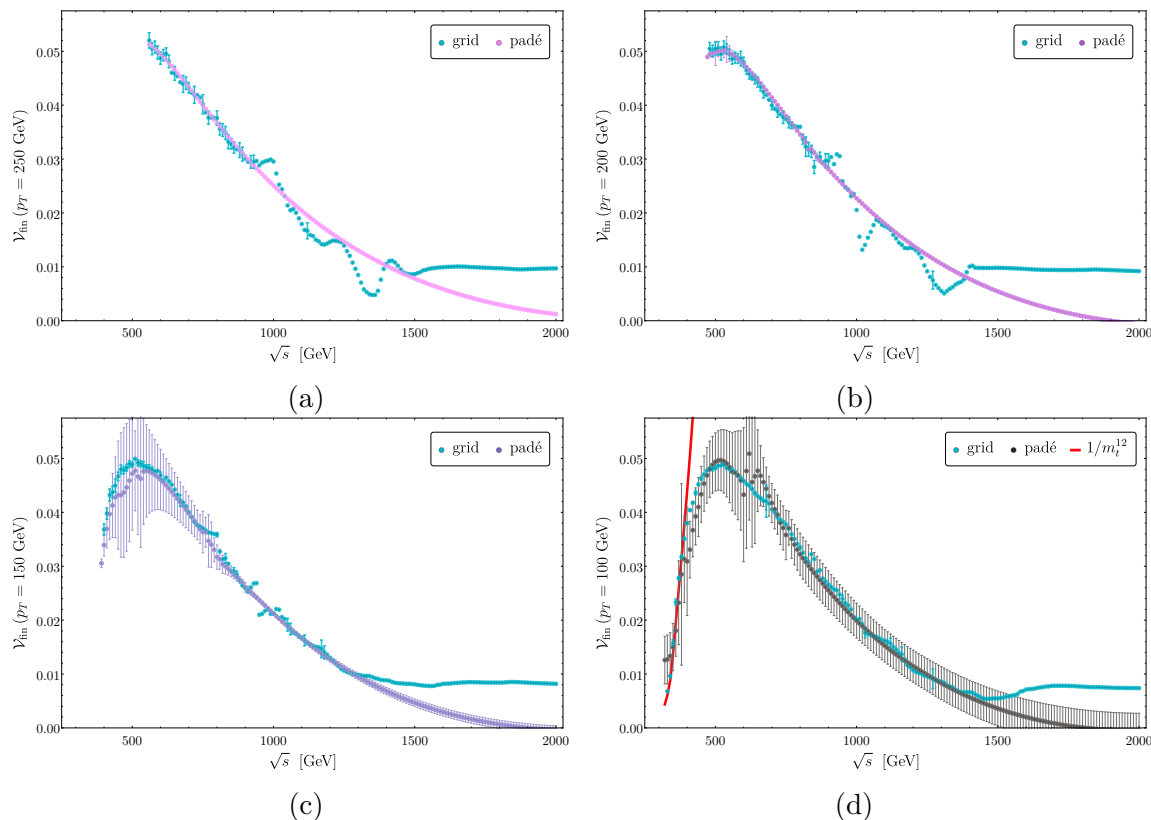 grid padé
0.05
0.04
0.03
0.02
0.01
0.00
500 1000 1500 2000
√s [GeV]
𝒱fin (pT = 250 GeV)
(a)
grid padé
0.05
0.04
0.03
0.02
0.01
0.00
500 1000 1500 2000
√s [GeV]
𝒱fin (pT = 200 GeV)
(b)
grid padé
0.05
0.04
0.03
0.02
0.01
0.00
500 1000 1500 2000
√s [GeV]
𝒱fin (pT = 150 GeV)
(c)
grid padé 1/m_t^12
0.05
0.04
0.03
0.02
0.01
0.00
500 1000 1500 2000
√s [GeV]
𝒱fin (pT = 100 GeV)
(d)